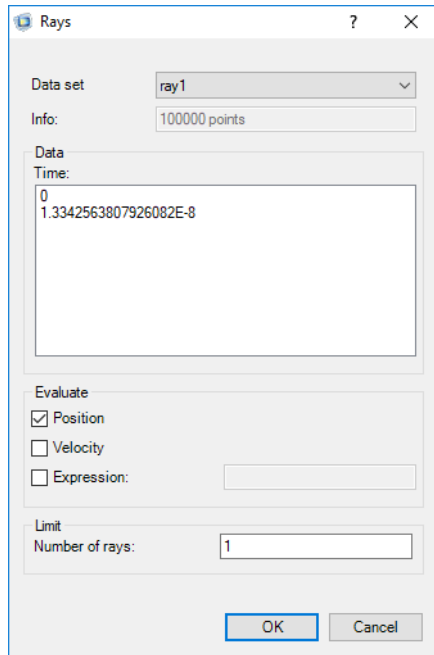 Rays ?
Data set ray1
Info: 100000 points
Data
Time:
0
1.3342563807926082E-8
Evaluate
Position
Velocity
Expression:
Limit
Number of rays: 1
OK Cancel